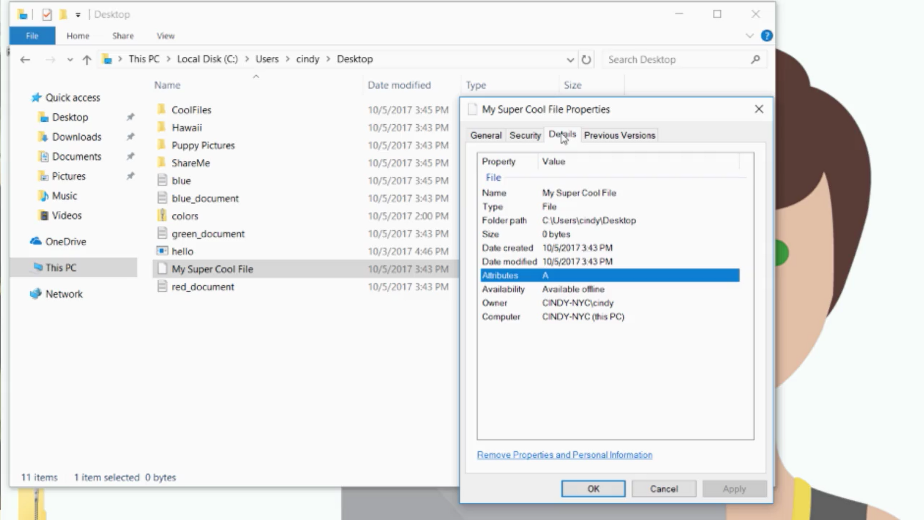 Desktop
File Home Share View
This PC Local Disk (C:) Users cindy Desktop Search Desktop
Name Date modified Type Size
Quick access
Desktop
Downloads
Documents
Pictures
Music
Videos
OneDrive
This PC
Network
CoolFiles 10/5/2017 3:45 PM
Hawaii 10/5/2017 3:43 PM
Puppy Pictures 10/5/2017 3:43 PM
ShareMe 10/5/2017 3:45 PM
blue 10/5/2017 3:45 PM
blue_document 10/5/2017 3:43 PM
colors 10/5/2017 2:00 PM
green_document 10/5/2017 3:43 PM
hello 10/3/2017 4:46 PM
My Super Cool File 10/5/2017 3:43 PM
red_document 10/5/2017 3:43 PM
11 items 1 item selected 0 bytes
My Super Cool File Properties
General Security Details Previous Versions
Property Value
File
Name My Super Cool File
Type File
Folder path C:\Users\cindy\Desktop
Size 0 bytes
Date created 10/5/2017 3:43 PM
Date modified 10/5/2017 3:43 PM
Attributes A
Availability Available offline
Owner CINDY-NYC\cindy
Computer CINDY-NYC (this PC)
Remove Properties and Personal Information
OK Cancel Apply